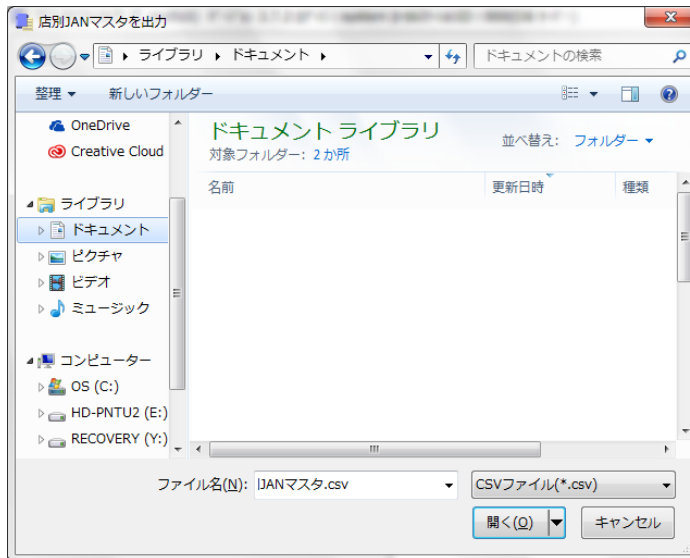 店別JANマスタを出力
ライブラリ ドキュメント
ドキュメントの検索
整理
新しいフォルダー
OneDrive
Creative Cloud
ライブラリ
ドキュメント
ピクチャ
ビデオ
ミュージック
コンピューター
OS (C:)
HD-PNTU2 (E:)
RECOVERY (Y:)
ドキュメント ライブラリ
対象フォルダー: 2 か所
並べ替え: フォルダー
名前 更新日時 種類
ファイル名(N): JANマスタ.csv
CSVファイル(*.csv)
開く(O)
キャンセル